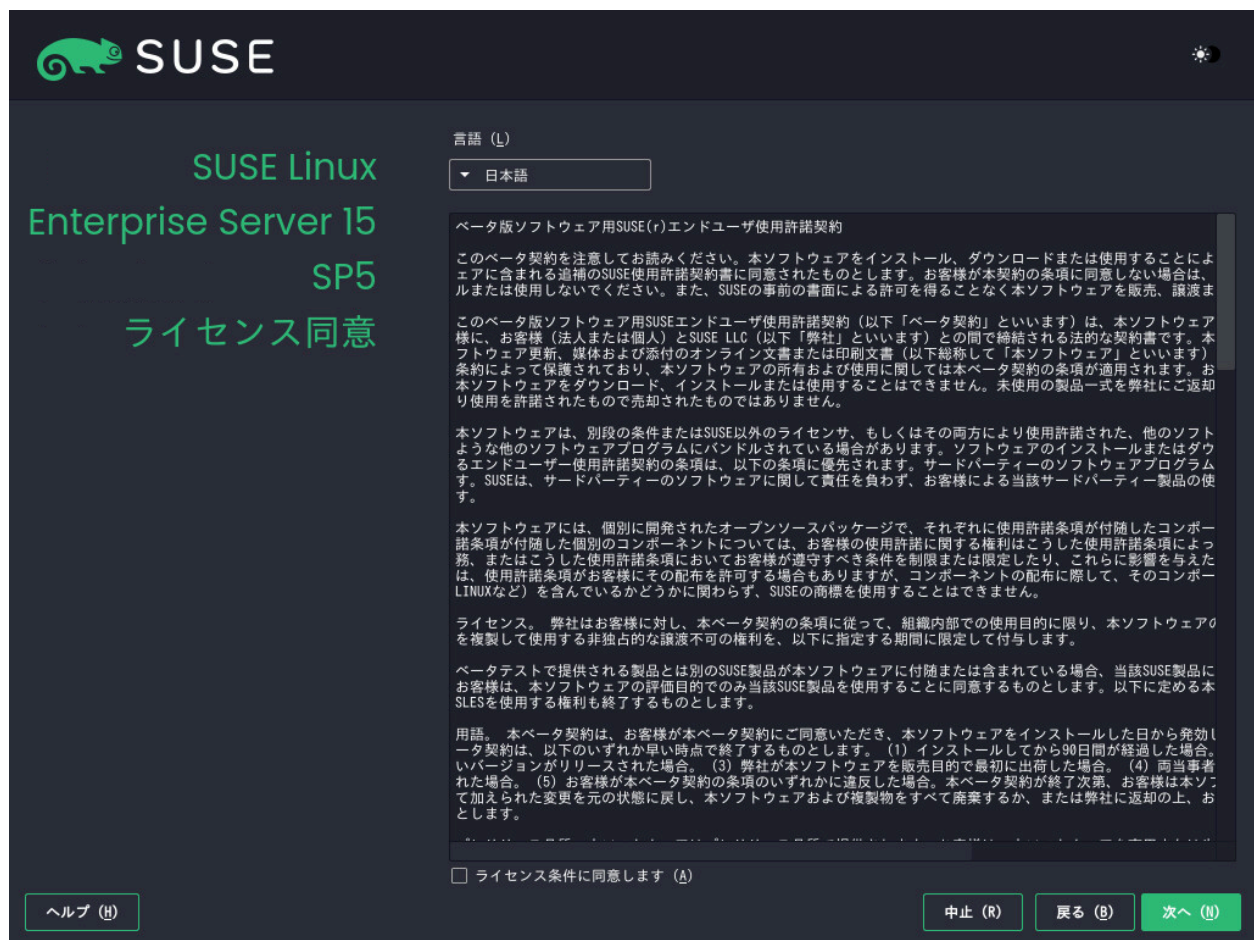 SUSE
SUSE Linux
Enterprise Server 15
SP5
ライセンス同意
言語 (L)
日本語
ベータ版ソフトウェア用SUSE(r)エンドユーザ使用許諾契約
このベータ契約を注意してお読みください。本ソフトウェアをインストール、ダウンロードまたは使用することによ
ェアに含まれる追補のSUSE使用許諾契約書に同意されたものとします。お客様が本契約の条項に同意しない場合は、
ルまたは使用しないでください。また、SUSEの事前の書面による許可を得ることなく本ソフトウェアを販売、譲渡ま
このベータ版ソフトウェア用SUSEエンドユーザ使用許諾契約（以下「ベータ契約」といいます）は、本ソフトウェア
様に、お客様（法人または個人）とSUSE LLC（以下「弊社」といいます）との間で締結される法的な契約書です。本
フトウェア更新、媒体および添付のオンライン文書または印刷文書（以下総称して「本ソフトウェア」といいます）
条約によって保護されており、本ソフトウェアの所有および使用に関しては本ベータ契約の条項が適用されます。お
本ソフトウェアをダウンロード、インストールまたは使用することはできません。未使用の製品一式を弊社にご返却
り使用を許諾されたもので売却されたものではありません。
本ソフトウェアは、別段の条件またはSUSE以外のライセンサ、もしくはその両方により使用許諾された、他のソフト
ような他のソフトウェアプログラムにバンドルされている場合があります。ソフトウェアのインストールまたはダウ
るエンドユーザー使用許諾契約の条項は、以下の条項に優先されます。サードパーティーのソフトウェアプログラム
す。SUSEは、サードパーティーのソフトウェアに関して責任を負わず、お客様による当該サードパーティー製品の使
す。
本ソフトウェアには、個別に開発されたオープンソースパッケージで、それぞれに使用許諾条項が付随したコンポー
諾条項が付随した個別のコンポーネントについては、お客様の使用許諾に関する権利はこうした使用許諾条項によっ
務、またはこうした使用許諾条項においてお客様が遵守すべき条件を制限または限定したり、これらに影響を与えた
は、使用許諾条項がお客様にその配布を許可する場合もありますが、コンポーネントの配布に際して、そのコンポー
LINUXなど）を含んでいるかどうかに関わらず、SUSEの商標を使用することはできません。
ライセンス。 弊社はお客様に対し、本ベータ契約の条項に従って、組織内部での使用目的に限り、本ソフトウェアの
を複製して使用する非独占的な譲渡不可の権利を、以下に指定する期間に限定して付与します。
ベータテストで提供される製品とは別のSUSE製品が本ソフトウェアに付随または含まれている場合、当該SUSE製品に
お客様は、本ソフトウェアの評価目的でのみ当該SUSE製品を使用することに同意するものとします。以下に定める本
SLESを使用する権利も終了するものとします。
用語。 本ベータ契約は、お客様が本ベータ契約にご同意いただき、本ソフトウェアをインストールした日から発効し
ータ契約は、以下のいずれか早い時点で終了するものとします。（1）インストールしてから90日間が経過した場合。
いバージョンがリリースされた場合。（3）弊社が本ソフトウェアを販売目的で最初に出荷した場合。（4）両当事者
れた場合。（5）お客様が本ベータ契約の条項のいずれかに違反した場合。本ベータ契約が終了次第、お客様は本ソフ
て加えられた変更を元の状態に戻し、本ソフトウェアおよび複製物をすべて廃棄するか、または弊社に返却の上、お
とします。
ライセンス条件に同意します (A)
ヘルプ (H)
中止 (R)
戻る (B)
次へ (N)